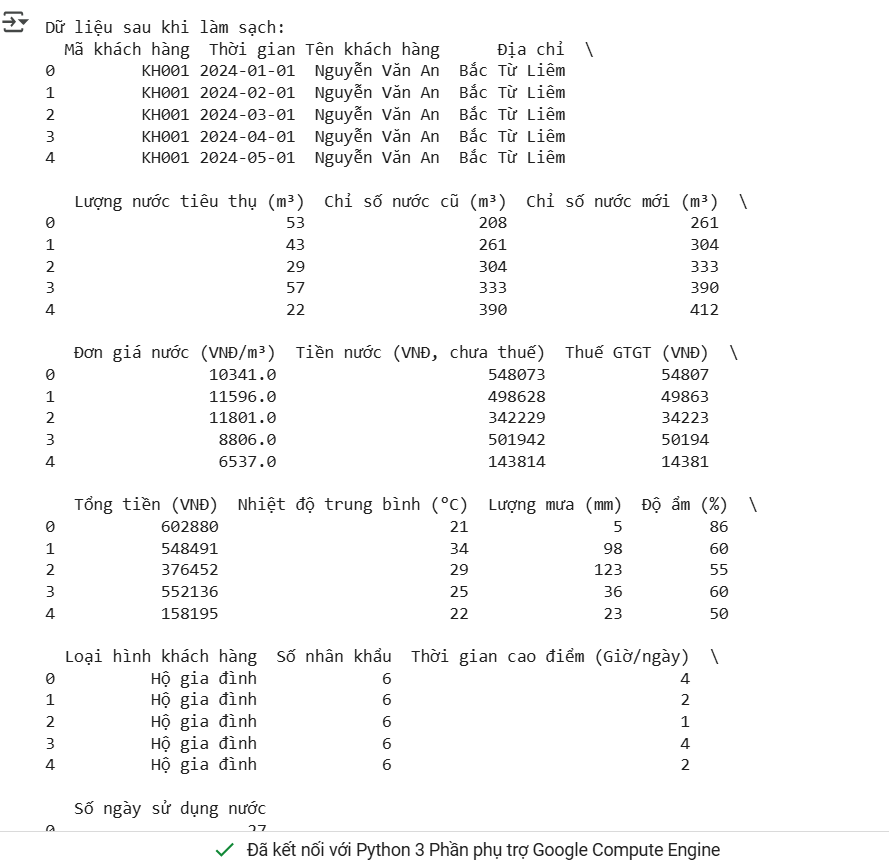 Dữ liệu sau khi làm sạch:
Mã khách hàng Thời gian Tên khách hàng Địa chỉ \
0 KH001 2024-01-01 Nguyễn Văn An Bắc Từ Liêm
1 KH001 2024-02-01 Nguyễn Văn An Bắc Từ Liêm
2 KH001 2024-03-01 Nguyễn Văn An Bắc Từ Liêm
3 KH001 2024-04-01 Nguyễn Văn An Bắc Từ Liêm
4 KH001 2024-05-01 Nguyễn Văn An Bắc Từ Liêm
Lượng nước tiêu thụ (m³) Chỉ số nước cũ (m³) Chỉ số nước mới (m³) \
0 53 208 261
1 43 261 304
2 29 304 333
3 57 333 390
4 22 390 412
Đơn giá nước (VNĐ/m³) Tiền nước (VNĐ, chưa thuế) Thuế GTGT (VNĐ) \
0 10341.0 548073 54807
1 11596.0 498628 49863
2 11801.0 342229 34223
3 8806.0 501942 50194
4 6537.0 143814 14381
Tổng tiền (VNĐ) Nhiệt độ trung bình (°C) Lượng mưa (mm) Độ ẩm (%) \
0 602880 21 5 86
1 548491 34 98 60
2 376452 29 123 55
3 552136 25 36 60
4 158195 22 23 50
Loại hình khách hàng Số nhân khẩu Thời gian cao điểm (Giờ/ngày) \
0 Hộ gia đình 6 4
1 Hộ gia đình 6 2
2 Hộ gia đình 6 1
3 Hộ gia đình 6 4
4 Hộ gia đình 6 2
Số ngày sử dụng nước
0 27
Đã kết nối với Python 3 Phần phụ trợ Google Compute Engine